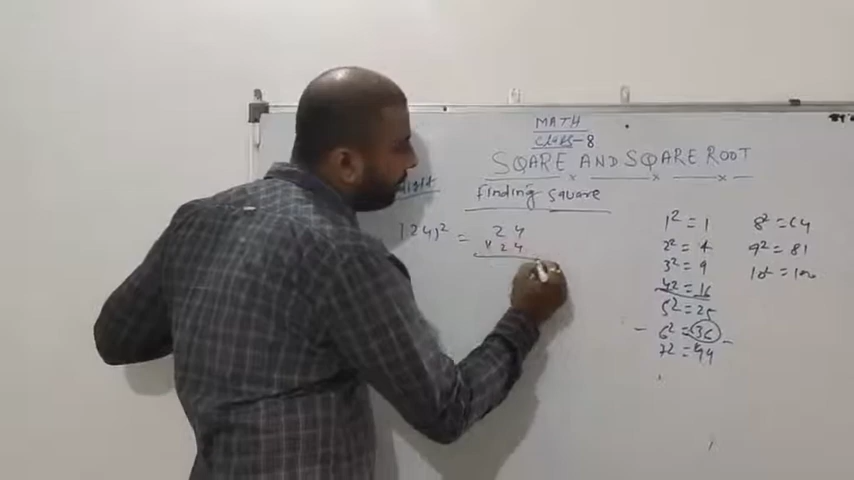 MATH
CLASS-8
SQARE AND SQARE ROOT
Finding square
(24)² = 24
x 24
1² = 1
2² = 4
3² = 9
4² = 16
5² = 25
6² = 36
7² = 49
8² = 64
9² = 81
10² = 100